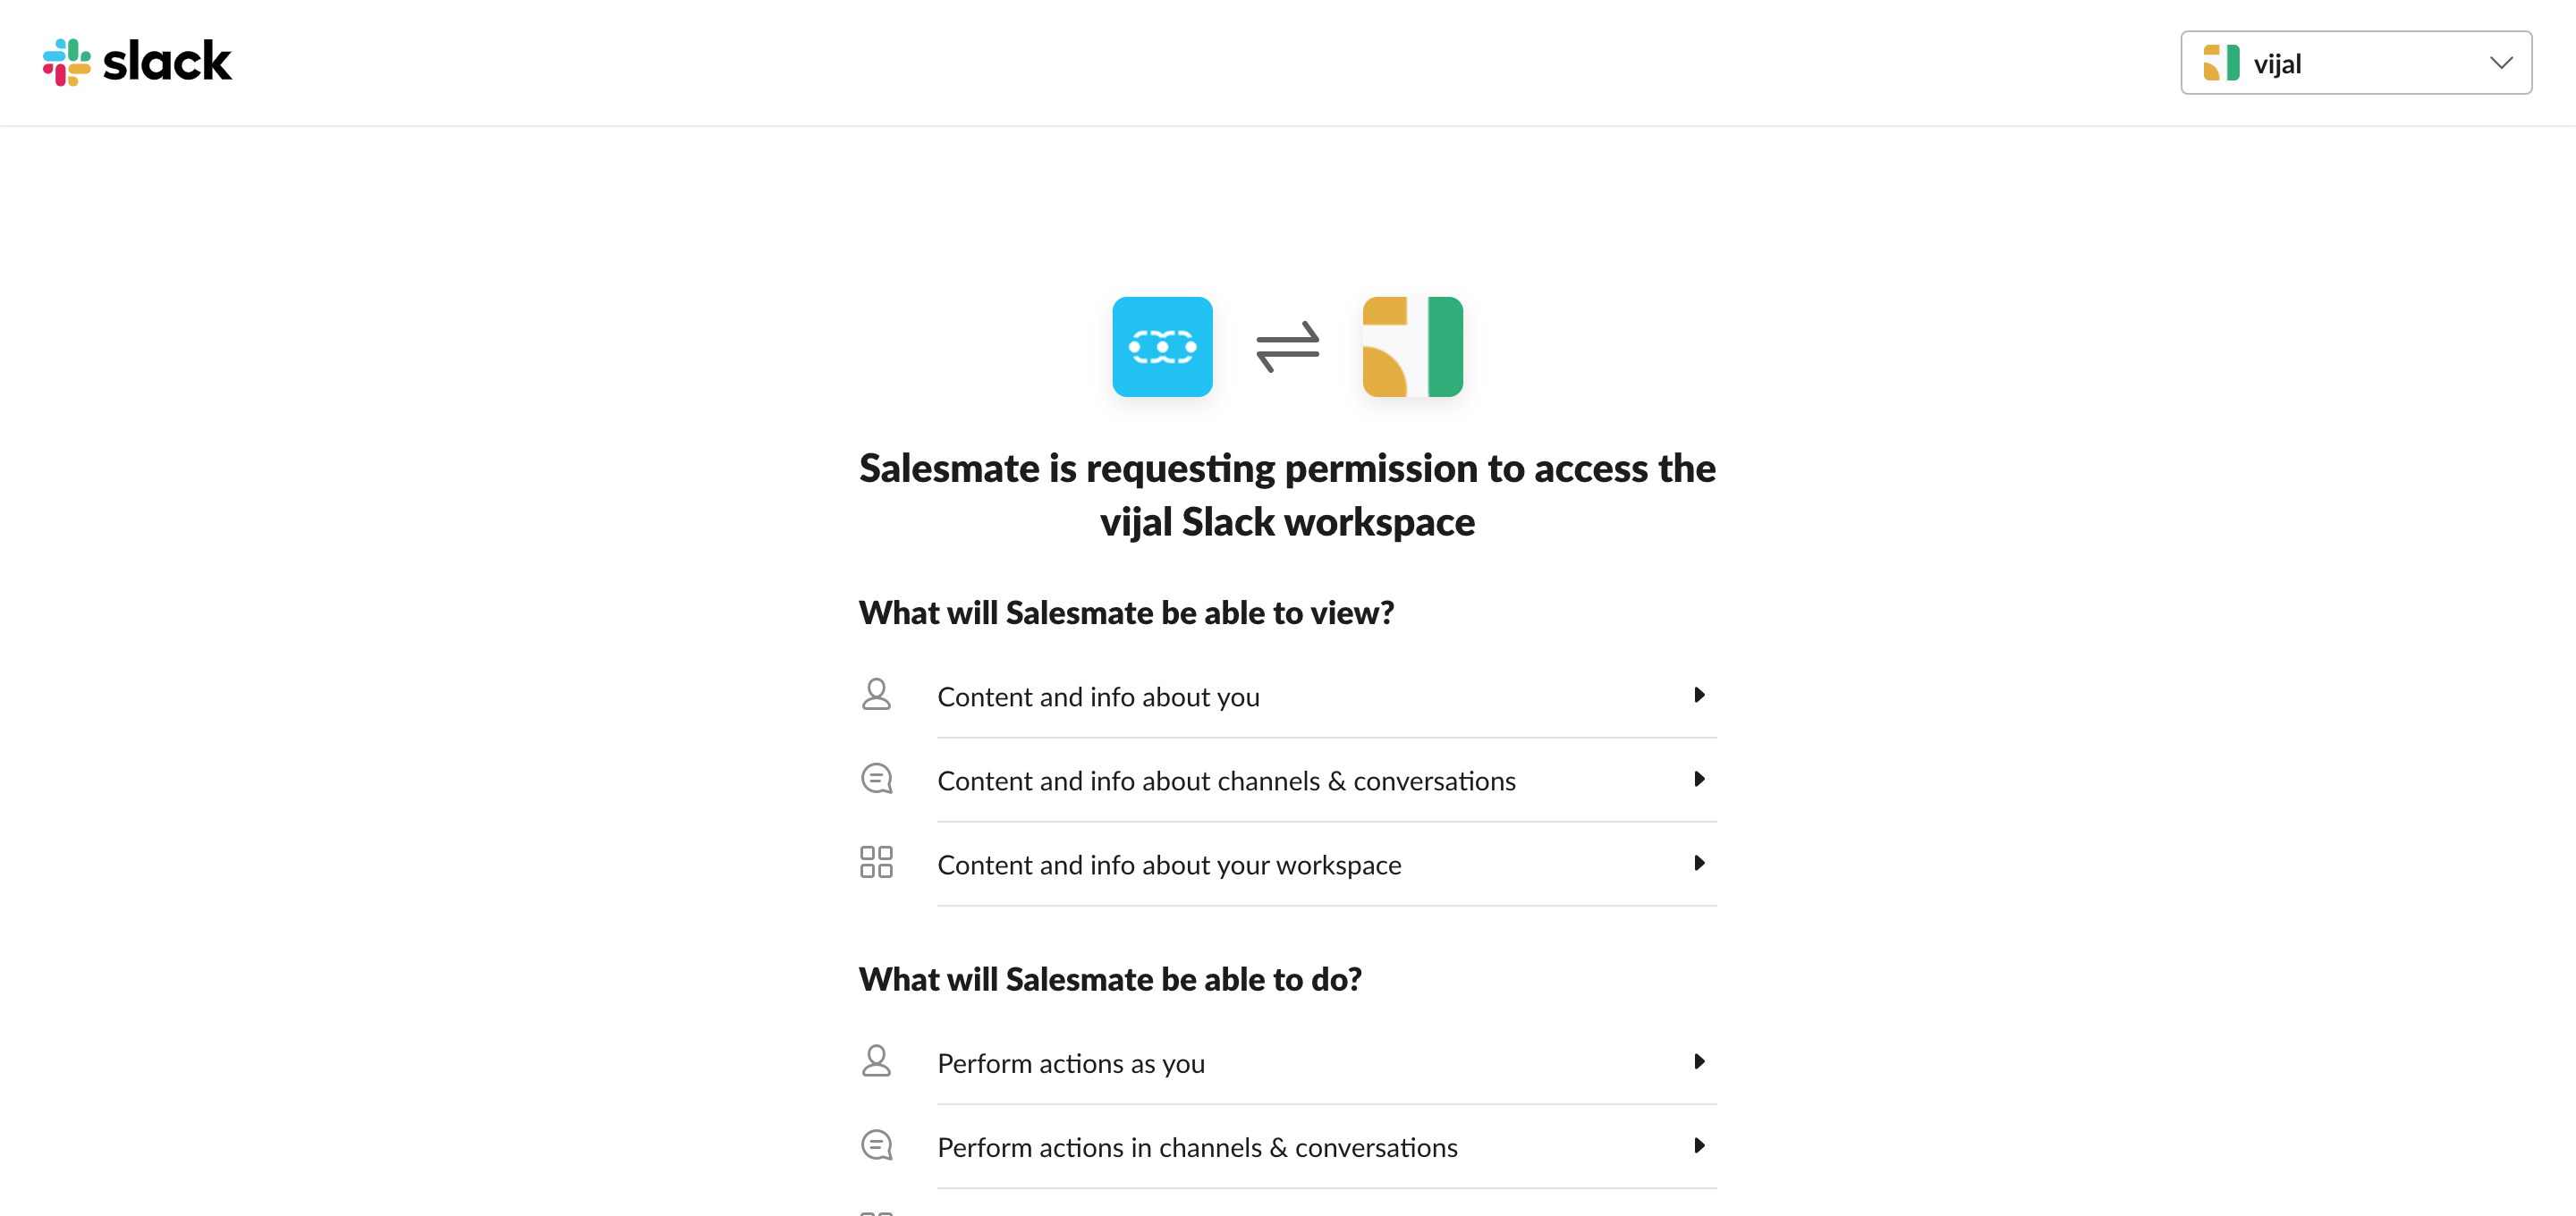 slack
vijal
Salesmate is requesting permission to access the
vijal Slack workspace
What will Salesmate be able to view?
Content and info about you
Content and info about channels & conversations
Content and info about your workspace
What will Salesmate be able to do?
Perform actions as you
Perform actions in channels & conversations